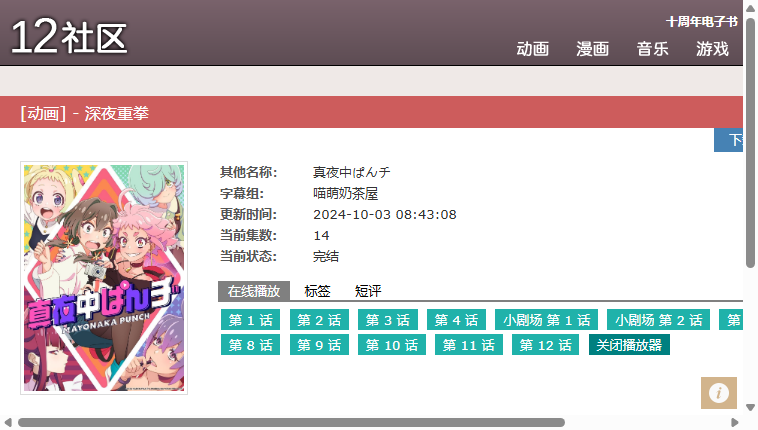 12社区
十周年电子书
动画 漫画 音乐 游戏
[动画] - 深夜重拳
下
其他名称: 真夜中ぱんチ
字幕组: 喵萌奶茶屋
更新时间: 2024-10-03 08:43:08
当前集数: 14
当前状态: 完结
在线播放 标签 短评
第 1 话 第 2 话 第 3 话 第 4 话 小剧场 第 1 话 小剧场 第 2 话 第
第 8 话 第 9 话 第 10 话 第 11 话 第 12 话 关闭播放器
真夜中ぱんチ
MAYONAKA PUNCH
i